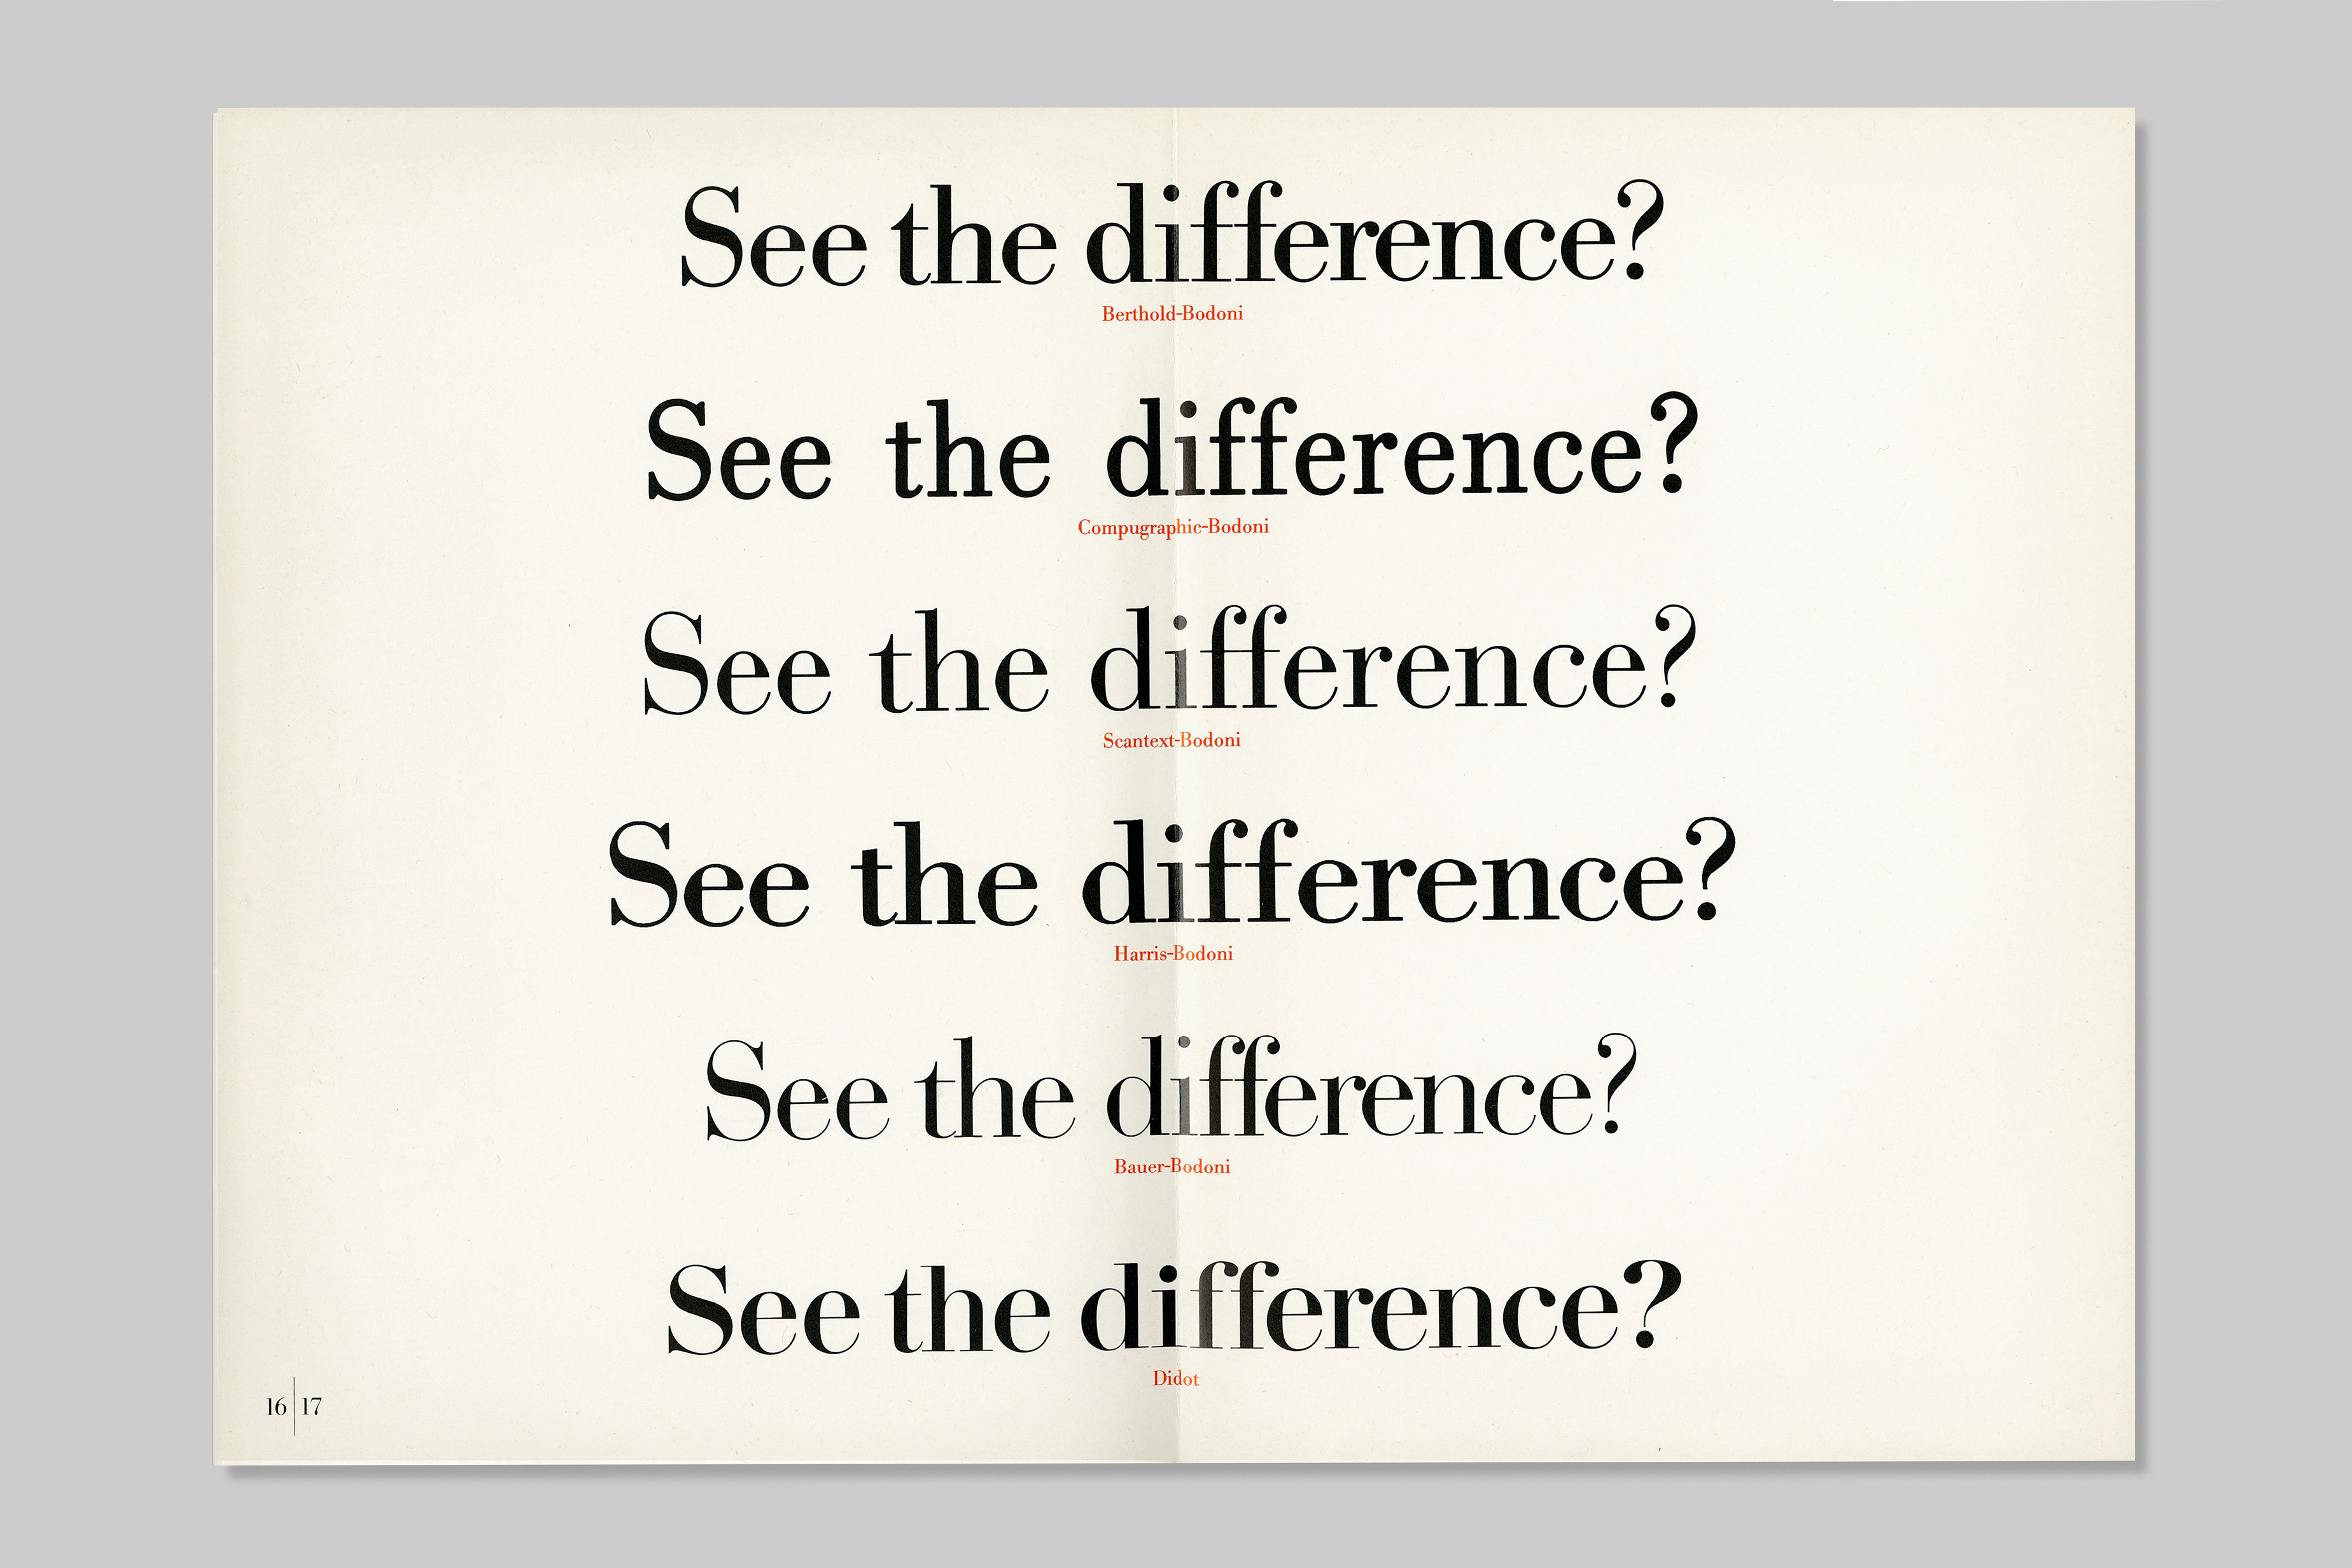 See the difference?
Berthold-Bodoni
See the difference?
Compugraphic-Bodoni
See the difference?
Scantext-Bodoni
See the difference?
Harris-Bodoni
See the difference?
Bauer-Bodoni
See the difference?
Didot
16 17